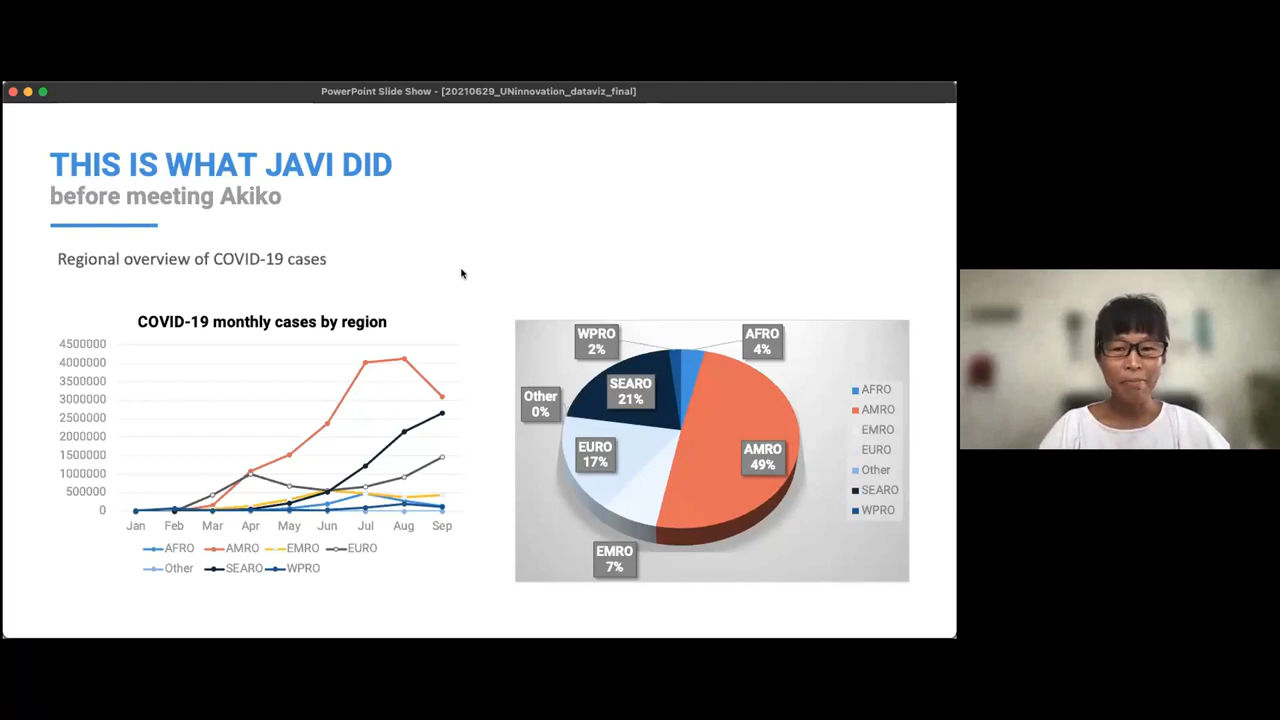 PowerPoint Slide Show - [20210629_UNinnovation_dataviz_final]
THIS IS WHAT JAVI DID
before meeting Akiko
Regional overview of COVID-19 cases
COVID-19 monthly cases by region
4500000
4000000
3500000
3000000
2500000
2000000
1500000
1000000
500000
0
Jan Feb Mar Apr May Jun Jul Aug Sep
AFRO AMRO EMRO EURO
Other SEARO WPRO
WPRO
2%
AFRO
4%
SEARO
21%
Other
0%
EURO
17%
AMRO
49%
EMRO
7%
AFRO
AMRO
EMRO
EURO
Other
SEARO
WPRO